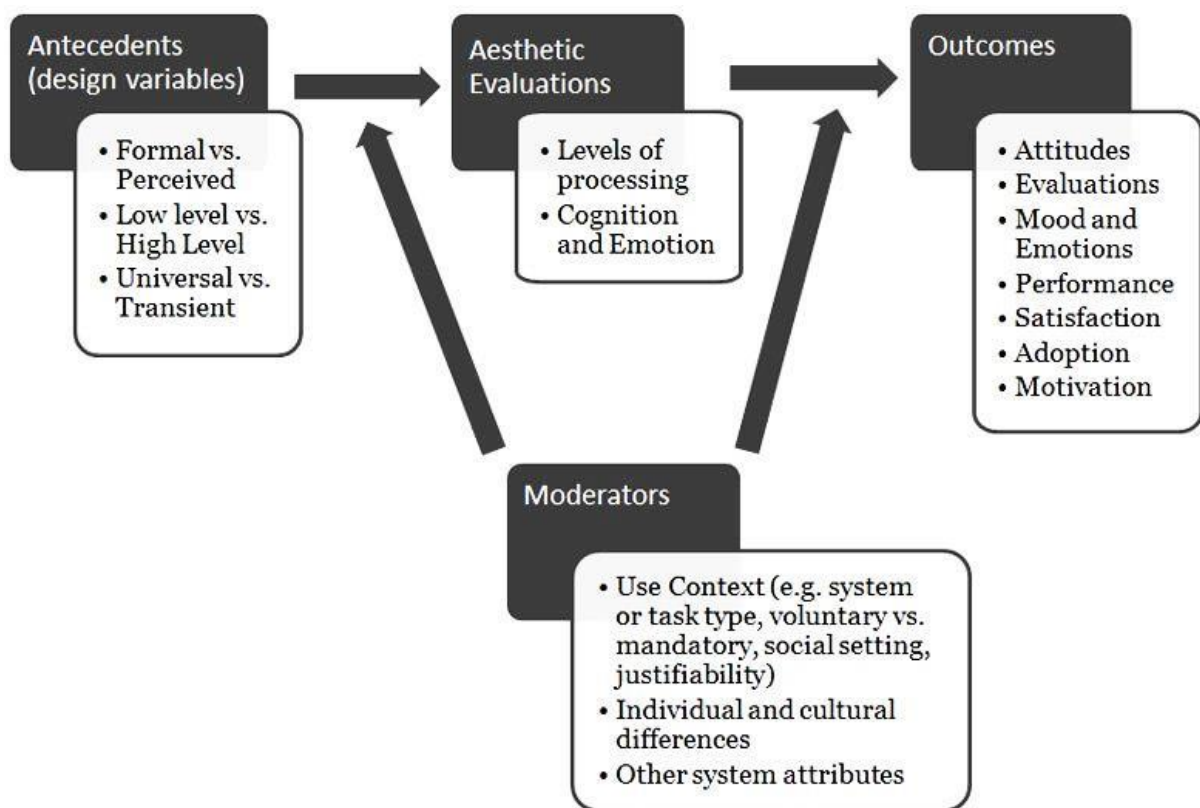 Antecedents
(design variables)
• Formal vs.
Perceived
• Low level vs.
High Level
• Universal vs.
Transient
Aesthetic
Evaluations
• Levels of
processing
• Cognition
and Emotion
Outcomes
• Attitudes
• Evaluations
• Mood and
Emotions
• Performance
• Satisfaction
• Adoption
• Motivation
Moderators
• Use Context (e.g. system
or task type, voluntary vs.
mandatory, social setting,
justifiability)
• Individual and cultural
differences
• Other system attributes